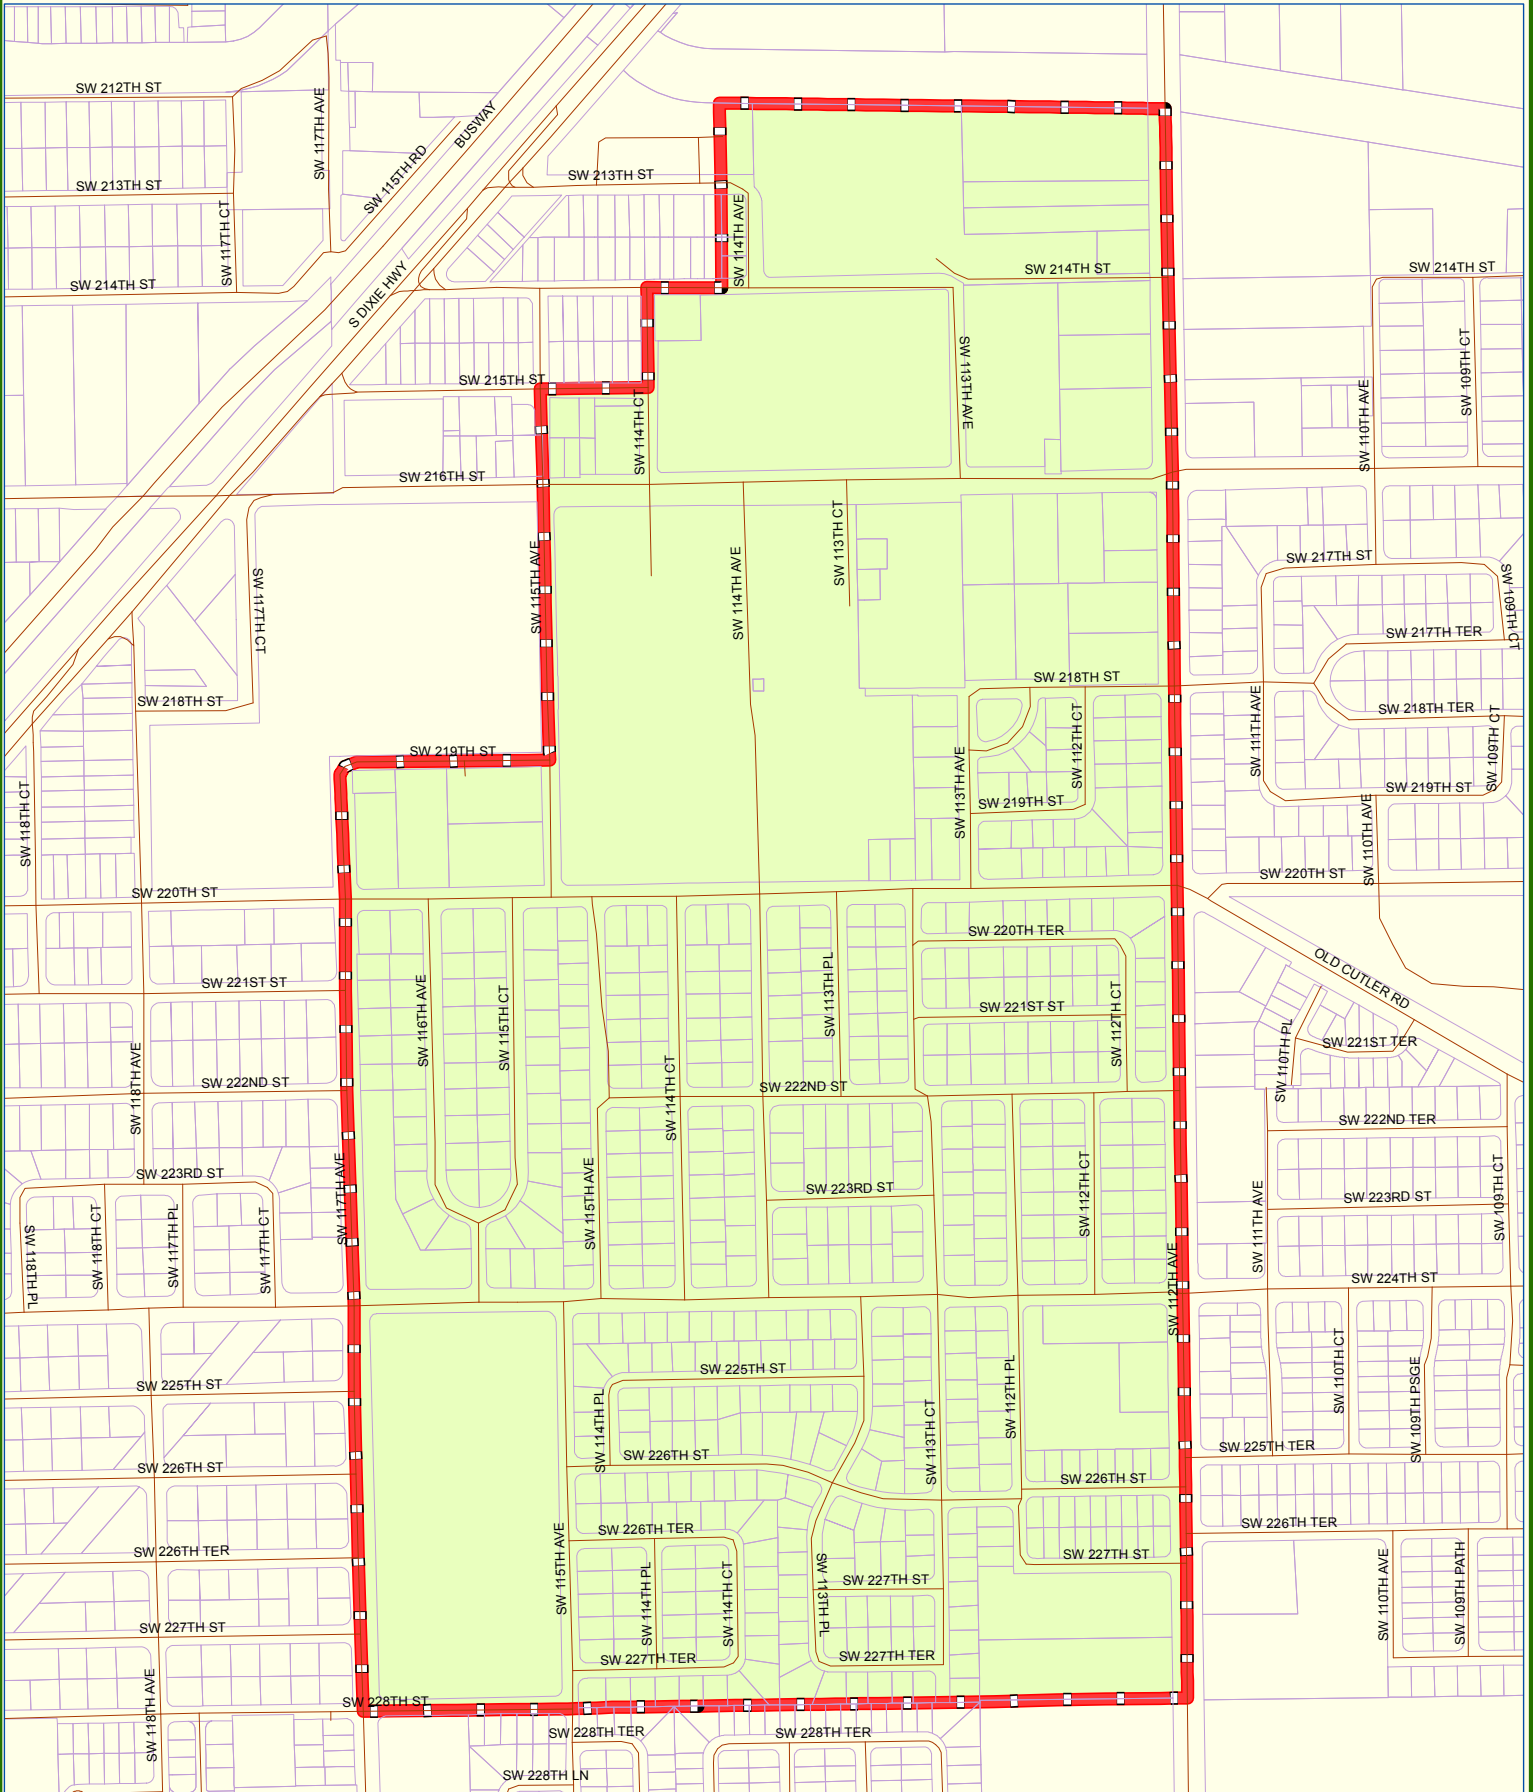 SW 212TH ST
SW 117TH AVE
BUSWAY
SW 115TH RD
SW 213TH ST
SW 213TH ST
SW 117TH CT
SW 114TH AVE
SW 214TH ST
SW 214TH ST
SW 214TH ST
S DIXIE HWY
SW 113TH AVE
SW 109TH CT
SW 215TH ST
SW 110TH AVE
SW 114TH CT
SW 216TH ST
SW 113TH CT
SW 115TH AVE
SW 114TH AVE
SW 217TH ST
SW 117TH CT
SW 109TH CT
SW 217TH TER
SW 218TH ST
SW 218TH ST
SW 218TH TER
SW 111TH AVE
SW 112TH CT
SW 109TH CT
SW 219TH ST
SW 113TH AVE
SW 118TH CT
SW 219TH ST
SW 219TH ST
SW 110TH AVE
SW 220TH ST
SW 220TH ST
SW 220TH TER
OLD CUTLER RD
SW 221ST ST
SW 116TH AVE
SW 115TH CT
SW 113TH PL
SW 221ST ST
SW 112TH CT
SW 110TH PL
SW 221ST TER
SW 118TH AVE
SW 222ND ST
SW 114TH CT
SW 222ND ST
SW 222ND TER
SW 223RD ST
SW 117TH AVE
SW 115TH AVE
SW 223RD ST
SW 112TH CT
SW 111TH AVE
SW 223RD ST
SW 109TH CT
SW 118TH PL
SW 118TH CT
SW 117TH PL
SW 117TH CT
SW 112TH AVE
SW 224TH ST
SW 225TH ST
SW 225TH ST
SW 112TH PL
SW 110TH CT
SW 109TH PSGE
SW 114TH PL
SW 113TH CT
SW 225TH TER
SW 226TH ST
SW 226TH ST
SW 226TH ST
SW 226TH TER
SW 226TH TER
SW 226TH TER
SW 115TH AVE
SW 227TH ST
SW 114TH PL
SW 114TH CT
SW 113TH PL
SW 227TH ST
SW 110TH AVE
SW 109TH PATH
SW 227TH ST
SW 227TH TER
SW 227TH TER
SW 118TH AVE
SW 228TH ST
SW 228TH TER
SW 228TH TER
SW 228TH LN